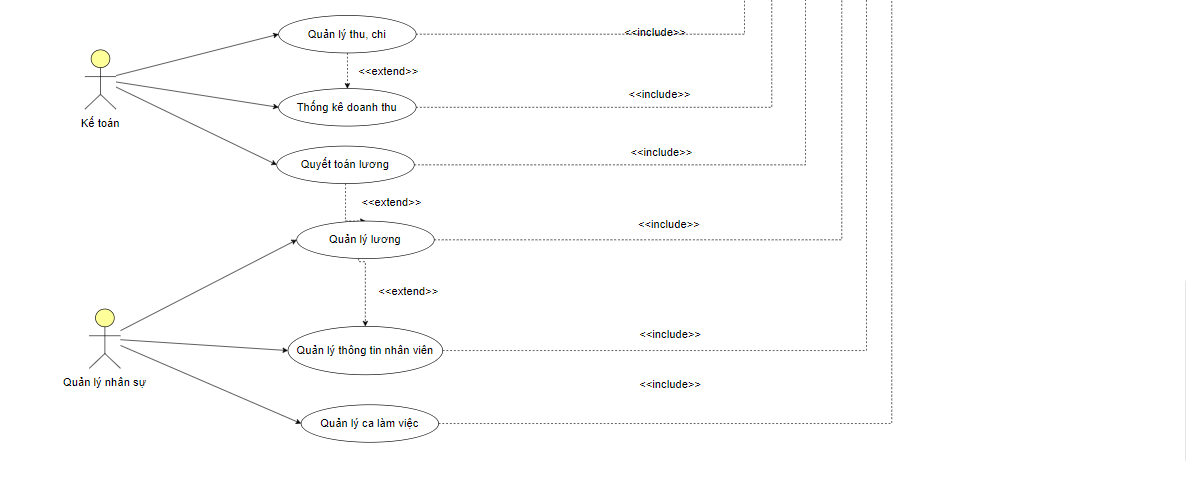 Quản lý thu, chi
<<include>>
<<extend>>
<<include>>
Thống kê doanh thu
Kế toán
<<include>>
Quyết toán lương
<<extend>>
<<include>>
Quản lý lương
<<extend>>
<<include>>
Quản lý thông tin nhân viên
Quản lý nhân sự
<<include>>
Quản lý ca làm việc